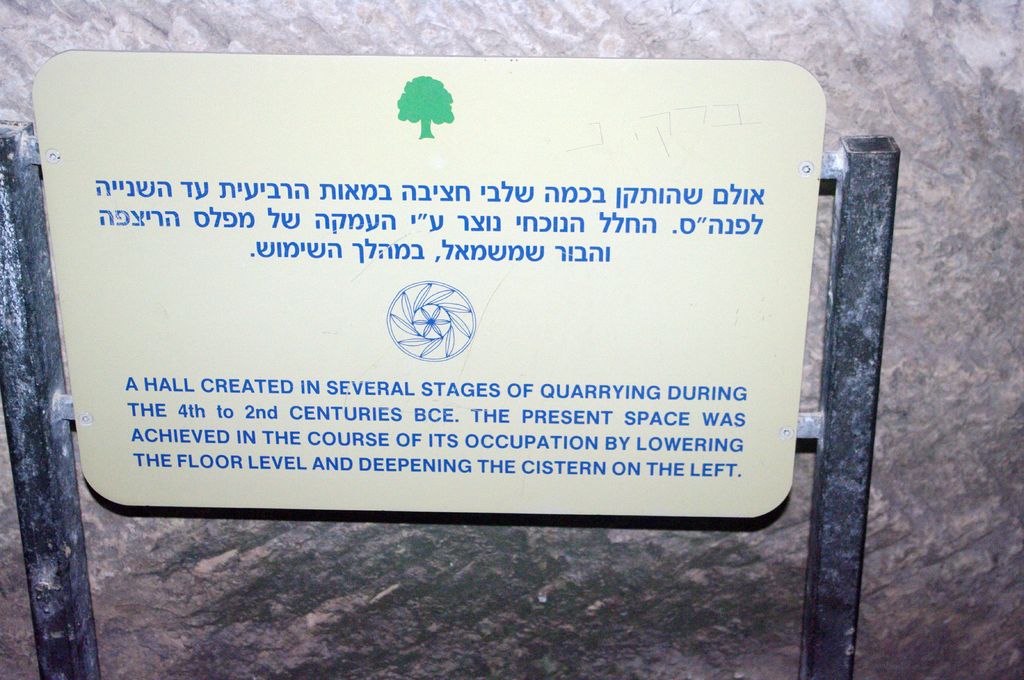 אולם שהותקן בכמה שלבי חציבה במאות הרביעית עד השנייה
לפנה״ס. החלל הנוכחי נוצר ע״י העמקה של מפלס הריצפה
והבור שמשמאל, במהלך השימוש.
A HALL CREATED IN SEVERAL STAGES OF QUARRYING DURING
THE 4th to 2nd CENTURIES BCE. THE PRESENT SPACE WAS
ACHIEVED IN THE COURSE OF ITS OCCUPATION BY LOWERING
THE FLOOR LEVEL AND DEEPENING THE CISTERN ON THE LEFT.